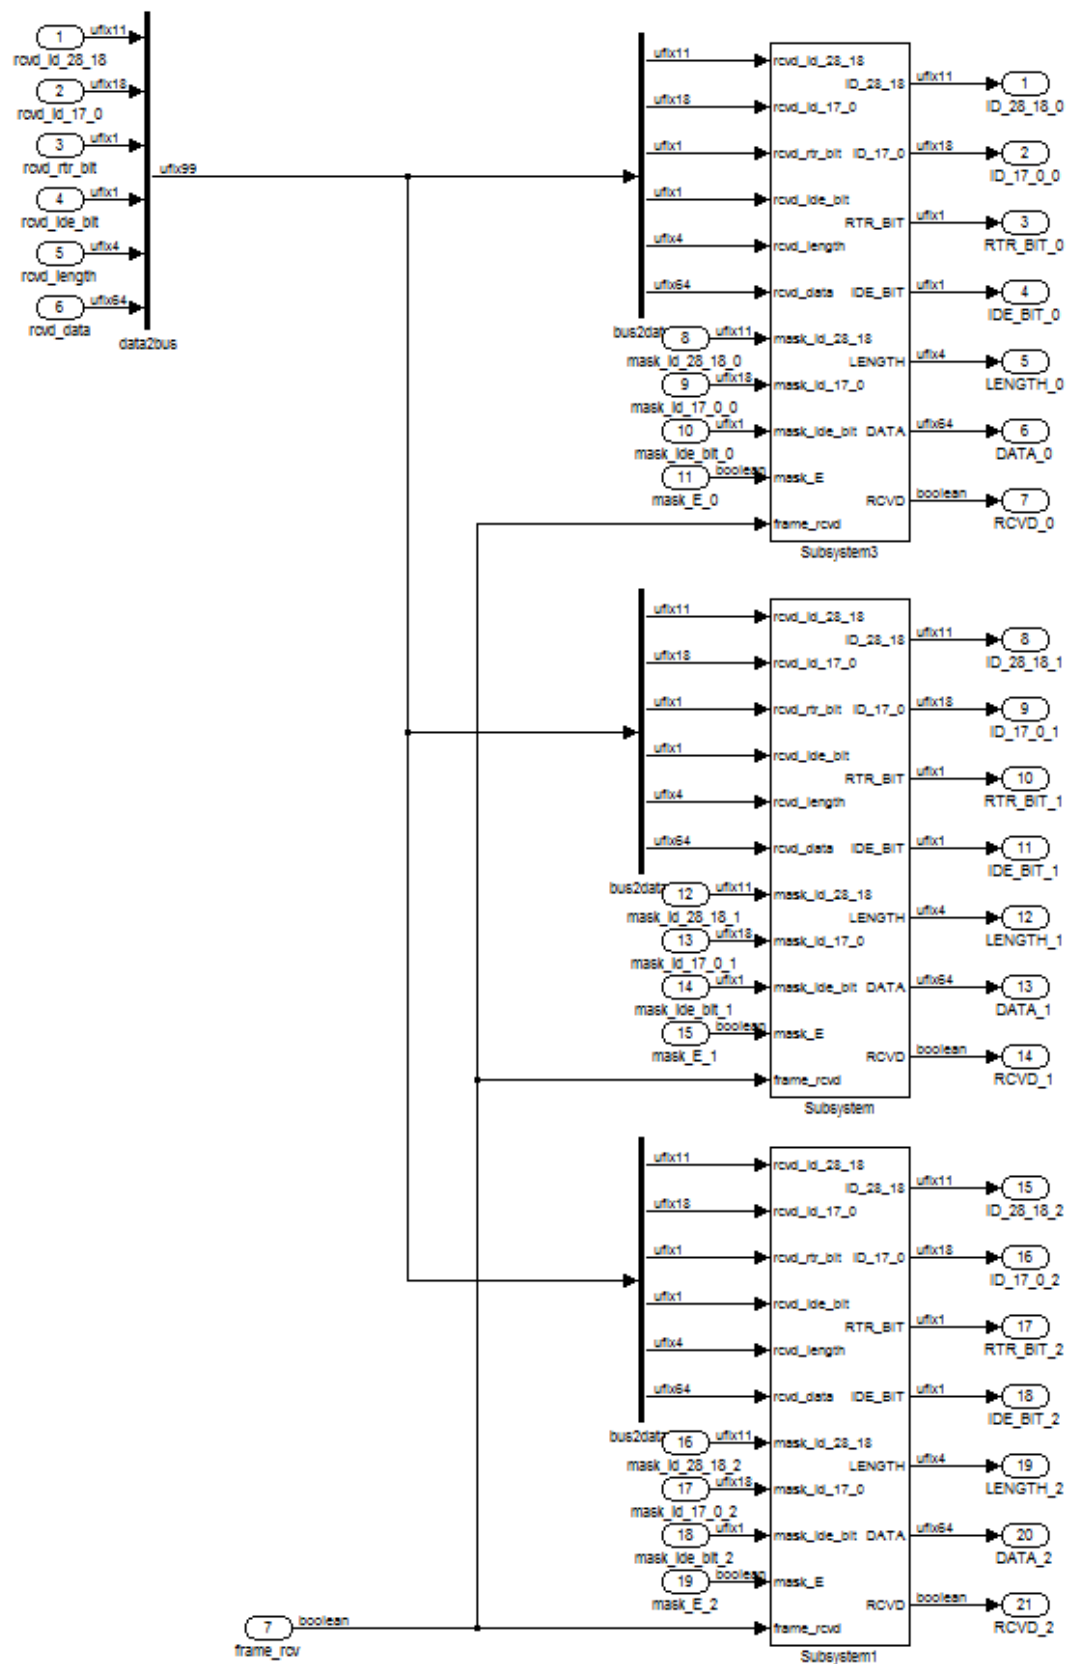 1
ufix11
rcvd_id_28_18
2
ufix18
rcvd_id_17_0
3
ufix1
rcvd_rtr_bit
4
ufix1
rcvd_ide_bit
5
ufix4
rcvd_length
6
ufix64
rcvd_data
data2bus
ufix99
ufix11
ufix18
ufix1
ufix1
ufix4
ufix64
bus2data
8
ufix11
mask_id_28_18_0
9
ufix18
mask_id_17_0_0
10
ufix1
mask_ide_bit_0
11
boolean
mask_E_0
rcvd_id_28_18
ID_28_18
rcvd_id_17_0
rcvd_rtr_bit ID_17_0
rcvd_ide_bit
RTR_BIT
rcvd_length
rcvd_data IDE_BIT
mask_id_28_18
LENGTH
mask_id_17_0
mask_ide_bit DATA
mask_E
RCVD
frame_rcvd
Subsystem3
ufix11
1
ID_28_18_0
ufix18
2
ID_17_0_0
ufix1
3
RTR_BIT_0
ufix1
4
IDE_BIT_0
ufix4
5
LENGTH_0
ufix64
6
DATA_0
boolean
7
RCVD_0
ufix11
ufix18
ufix1
ufix1
ufix4
ufix64
bus2data
12
ufix11
mask_id_28_18_1
13
ufix18
mask_id_17_0_1
14
ufix1
mask_ide_bit_1
15
boolean
mask_E_1
rcvd_id_28_18
ID_28_18
rcvd_id_17_0
rcvd_rtr_bit ID_17_0
rcvd_ide_bit
RTR_BIT
rcvd_length
rcvd_data IDE_BIT
mask_id_28_18
LENGTH
mask_id_17_0
mask_ide_bit DATA
mask_E
RCVD
frame_rcvd
Subsystem
ufix11
8
ID_28_18_1
ufix18
9
ID_17_0_1
ufix1
10
RTR_BIT_1
ufix1
11
IDE_BIT_1
ufix4
12
LENGTH_1
ufix64
13
DATA_1
boolean
14
RCVD_1
ufix11
ufix18
ufix1
ufix1
ufix4
ufix64
bus2data
16
ufix11
mask_id_28_18_2
17
ufix18
mask_id_17_0_2
18
ufix1
mask_ide_bit_2
19
boolean
mask_E_2
rcvd_id_28_18
ID_28_18
rcvd_id_17_0
rcvd_rtr_bit ID_17_0
rcvd_ide_bit
RTR_BIT
rcvd_length
rcvd_data IDE_BIT
mask_id_28_18
LENGTH
mask_id_17_0
mask_ide_bit DATA
mask_E
RCVD
frame_rcvd
Subsystem1
ufix11
15
ID_28_18_2
ufix18
16
ID_17_0_2
ufix1
17
RTR_BIT_2
ufix1
18
IDE_BIT_2
ufix4
19
LENGTH_2
ufix64
20
DATA_2
boolean
21
RCVD_2
7
boolean
frame_rcv